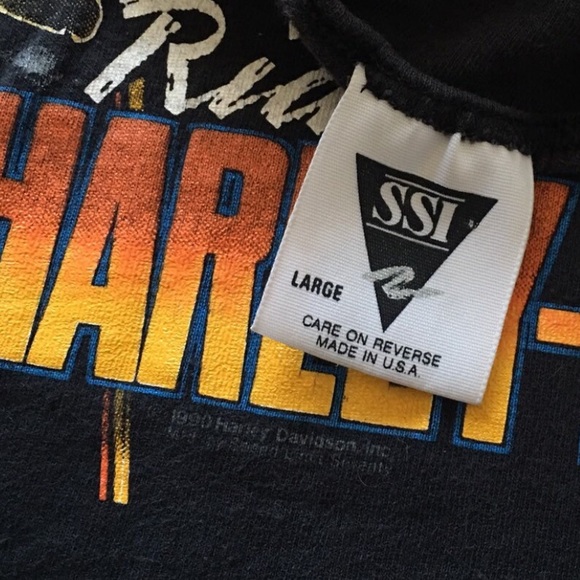 HARLEY-
SSI
LARGE
CARE ON REVERSE
MADE IN U.S.A.
1990 Harley Davidson, Inc.